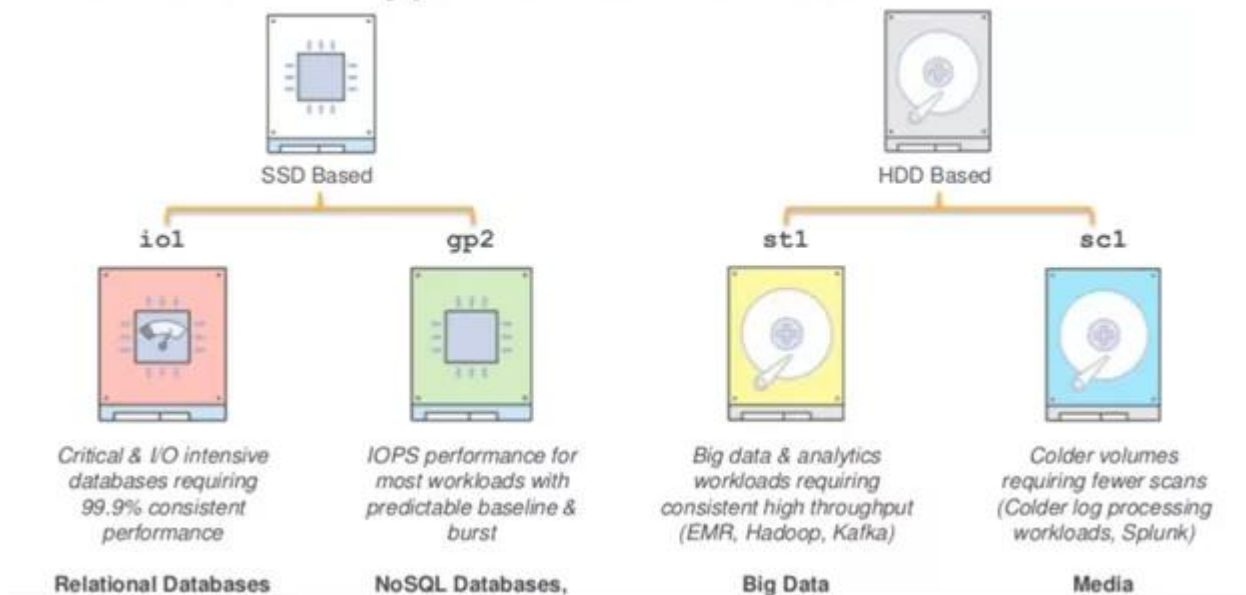 SSD Based
HDD Based
io1
gp2
st1
sc1
Critical & I/O intensive
databases requiring
99.9% consistent
performance
IOPS performance for
most workloads with
predictable baseline &
burst
Big data & analytics
workloads requiring
consistent high throughput
(EMR, Hadoop, Kafka)
Colder volumes
requiring fewer scans
(Colder log processing
workloads, Splunk)
Relational Databases
NoSQL Databases,
Big Data
Media